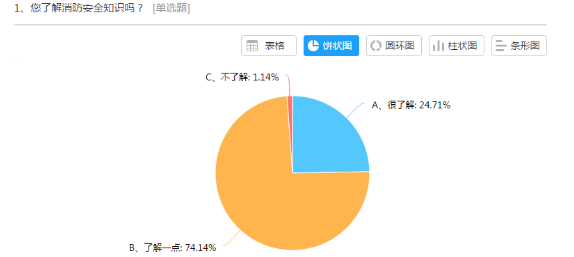 1、您了解消防安全知识吗？ [单选题]
表格 饼状图 圆环图 柱状图 条形图
C、不了解: 1.14%
A、很了解: 24.71%
B、了解一点: 74.14%